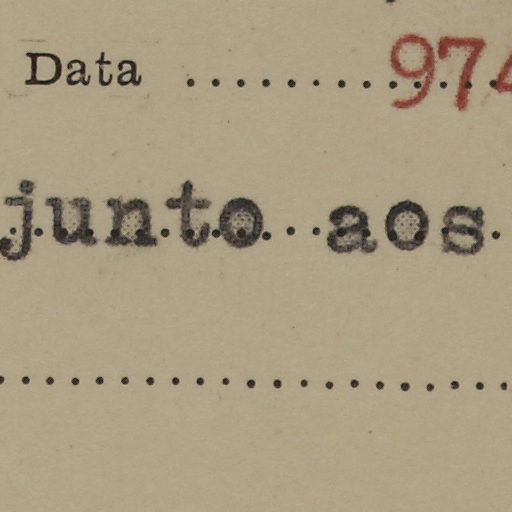 Data ........... 974
junto aos